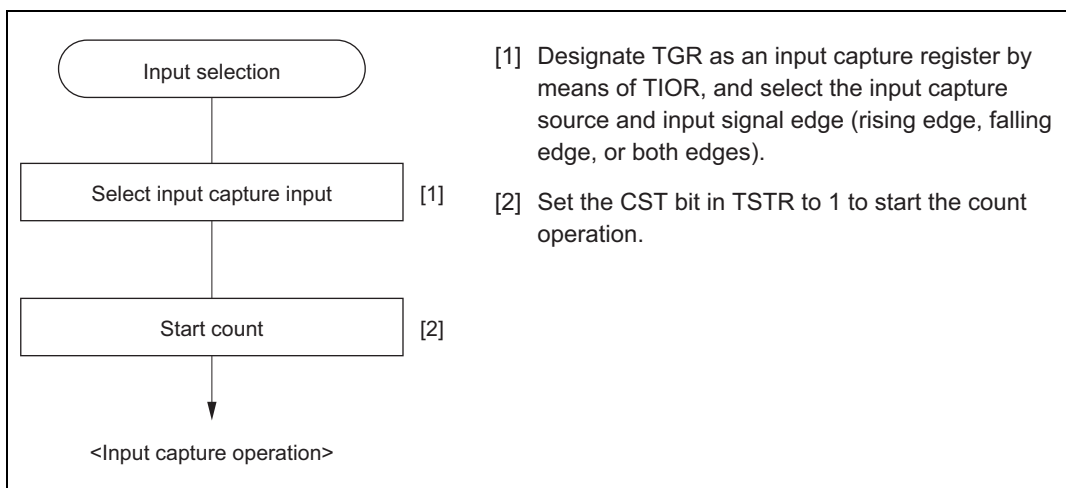 Input selection
Select input capture input
[1]
Start count
[2]
<Input capture operation>
[1] Designate TGR as an input capture register by
means of TIOR, and select the input capture
source and input signal edge (rising edge, falling
edge, or both edges).
[2] Set the CST bit in TSTR to 1 to start the count
operation.